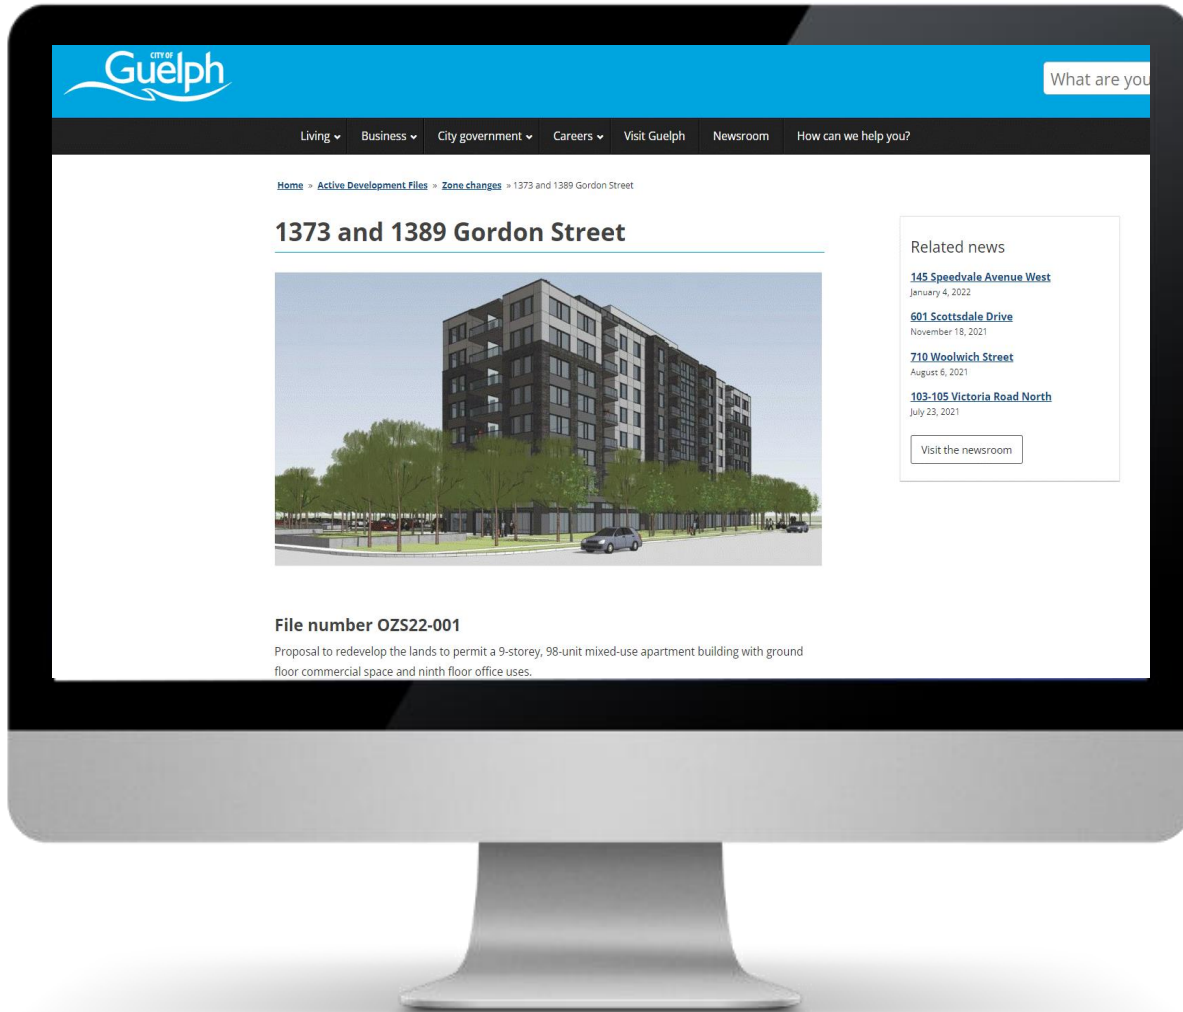 CITY OF
Guelph
What are you
Living
Business
City government
Careers
Visit Guelph
Newsroom
How can we help you?
Home » Active Development Files » Zone changes » 1373 and 1389 Gordon Street
1373 and 1389 Gordon Street
File number OZS22-001
Proposal to redevelop the lands to permit a 9-storey, 98-unit mixed-use apartment building with ground
floor commercial space and ninth floor office uses.
Related news
145 Speedvale Avenue West
January 4, 2022
601 Scottsdale Drive
November 18, 2021
710 Woolwich Street
August 6, 2021
103-105 Victoria Road North
July 23, 2021
Visit the newsroom